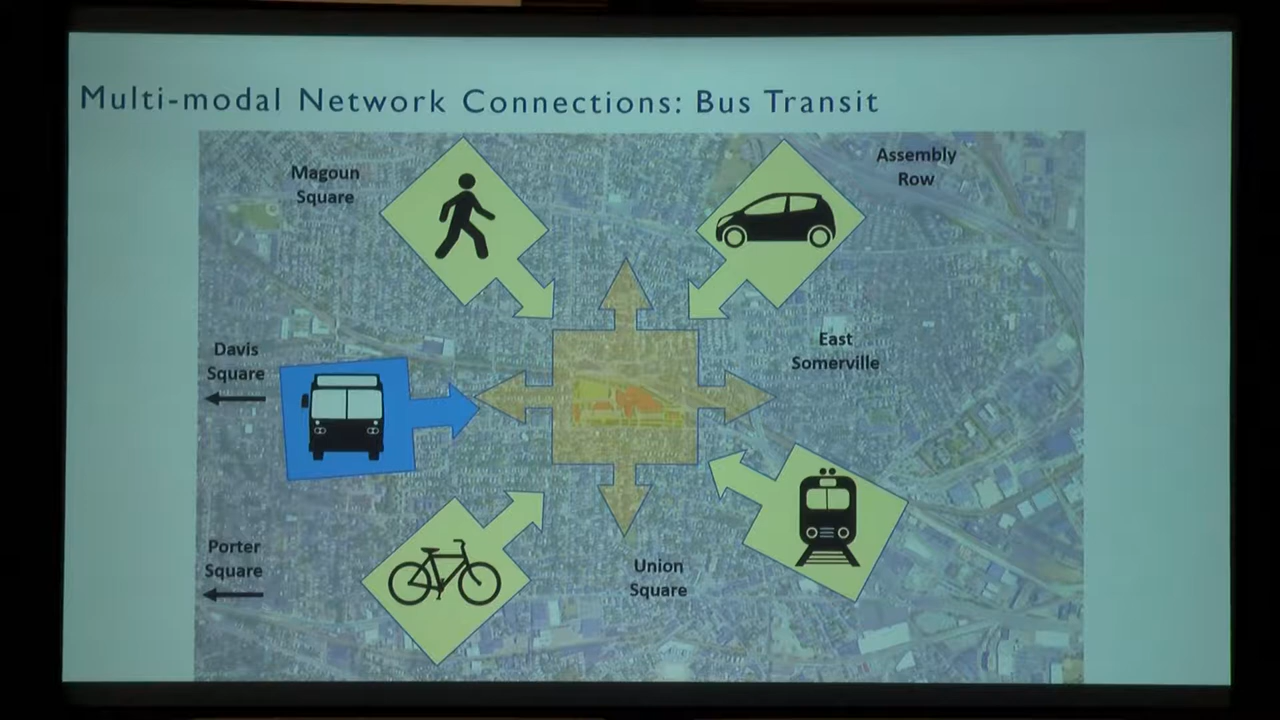 Multi-modal Network Connections: Bus Transit
Magoun
Square
Assembly
Row
Davis
Square
East
Somerville
Porter
Square
Union
Square